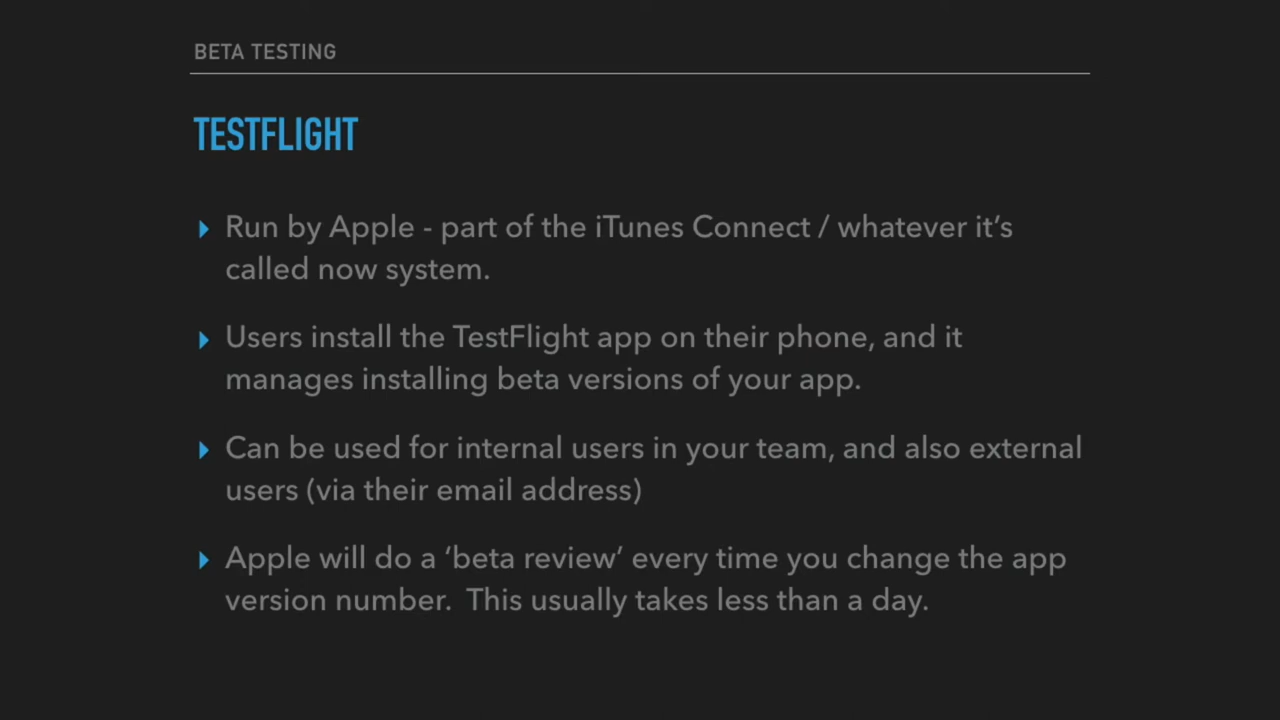 BETA TESTING
TESTFLIGHT
Run by Apple - part of the iTunes Connect / whatever it's
called now system.
Users install the TestFlight app on their phone, and it
manages installing beta versions of your app.
Can be used for internal users in your team, and also external
users (via their email address)
Apple will do a ‘beta review’ every time you change the app
version number.  This usually takes less than a day.